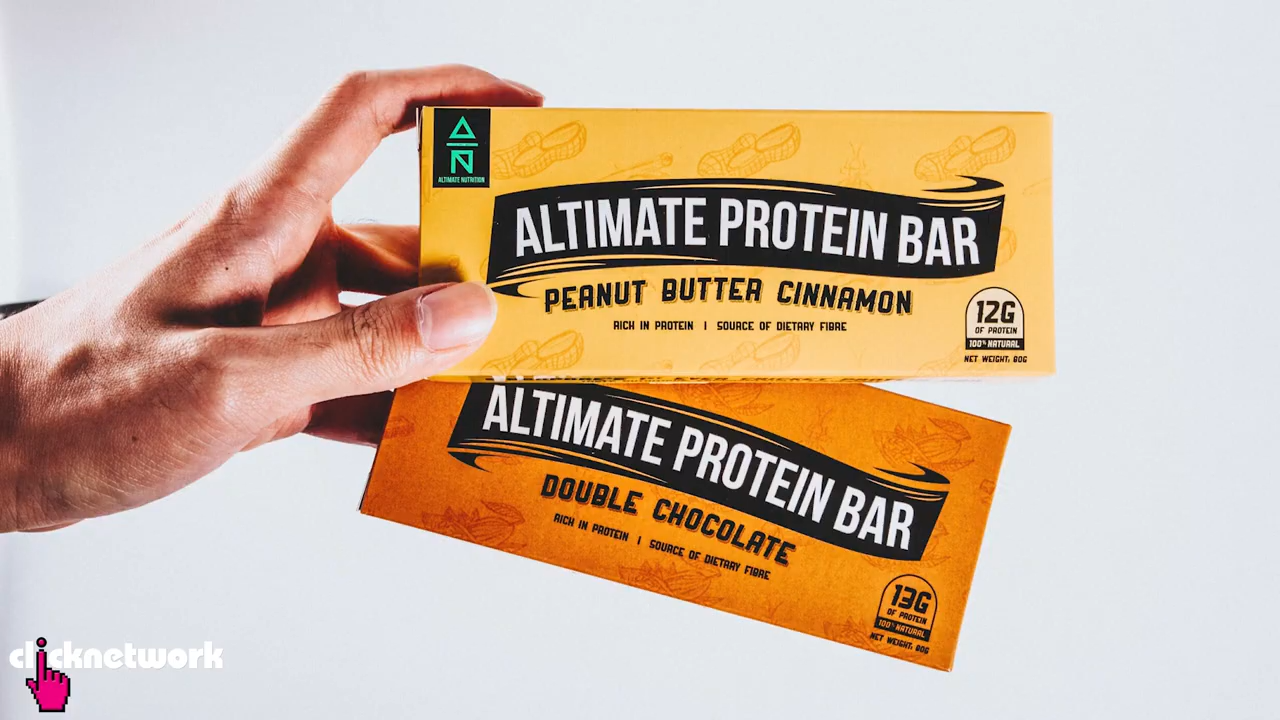 ALTIMATE NUTRITION
ALTIMATE PROTEIN BAR
PEANUT BUTTER CINNAMON
RICH IN PROTEIN | SOURCE OF DIETARY FIBRE
12G
OF PROTEIN
100% NATURAL
NET WEIGHT: 80G
ALTIMATE PROTEIN BAR
DOUBLE CHOCOLATE
RICH IN PROTEIN | SOURCE OF DIETARY FIBRE
13G
OF PROTEIN
100% NATURAL
NET WEIGHT: 80G
clicknetwork